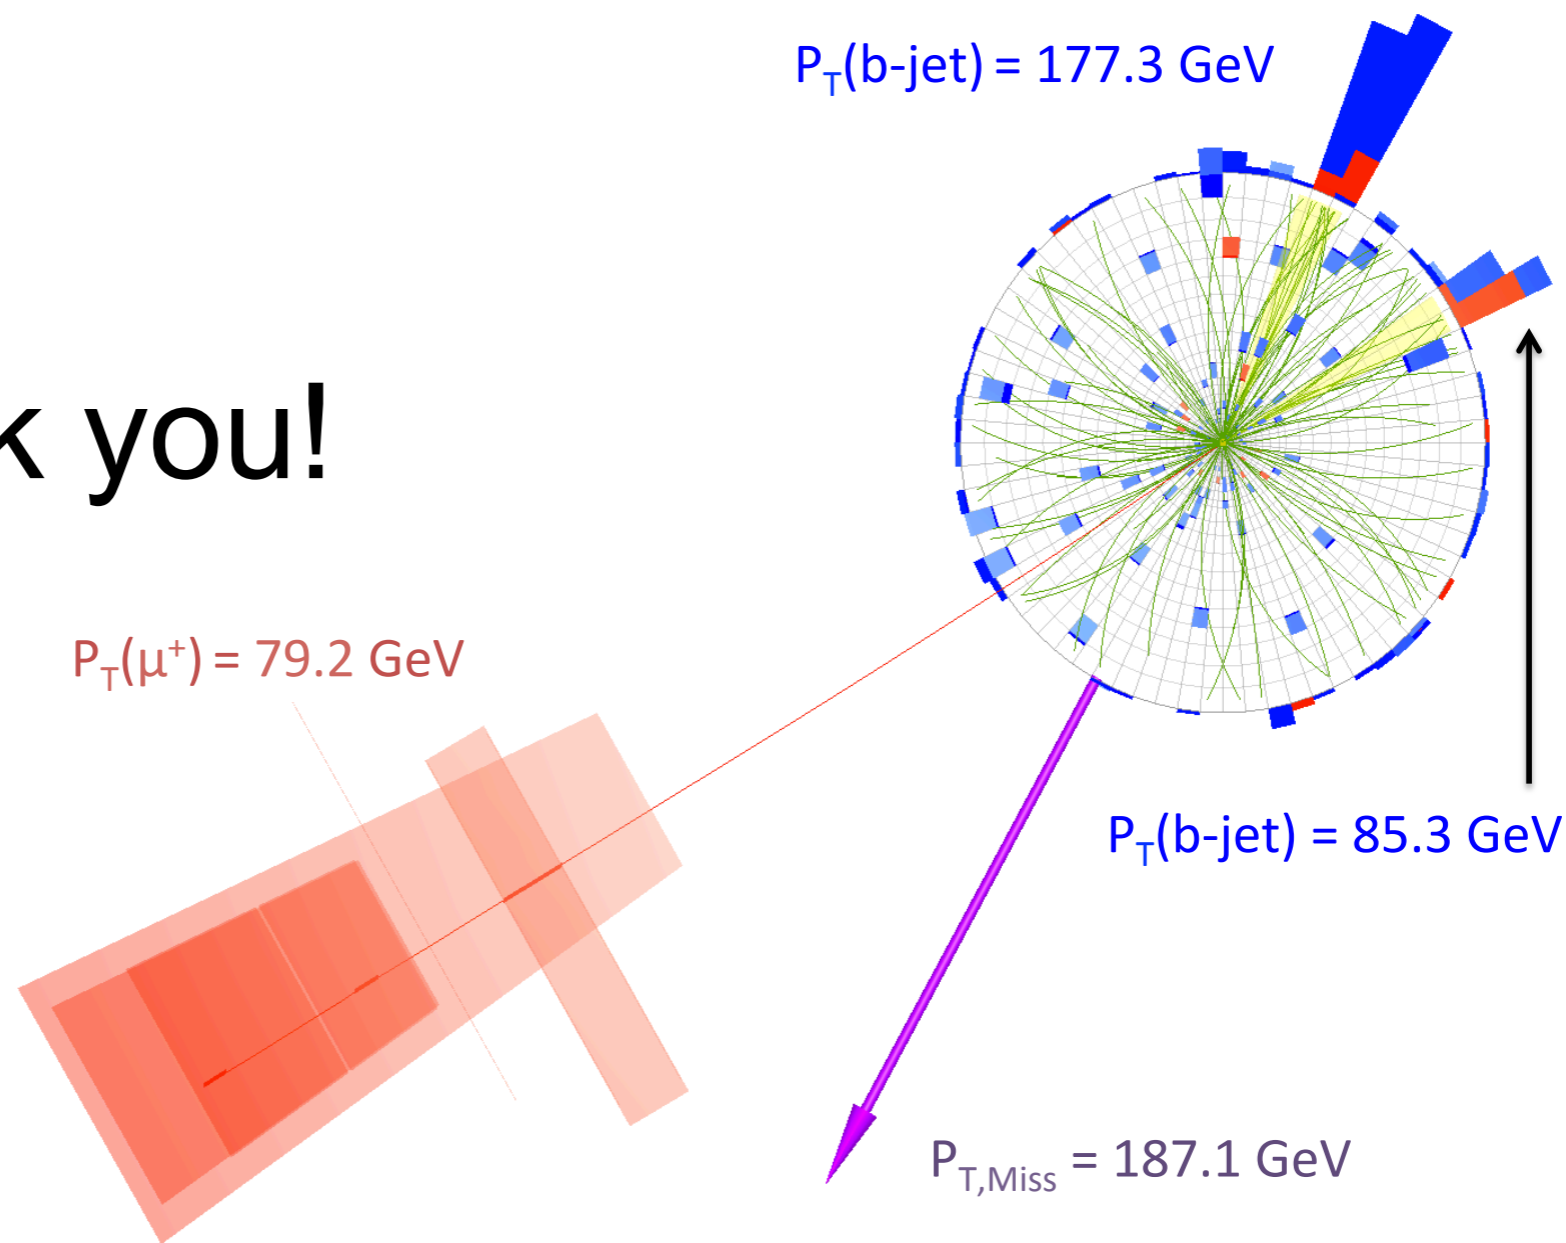 P_T(b-jet) = 177.3 GeV
k you!
P_T(μ⁺) = 79.2 GeV
P_T(b-jet) = 85.3 GeV
P_T,Miss = 187.1 GeV